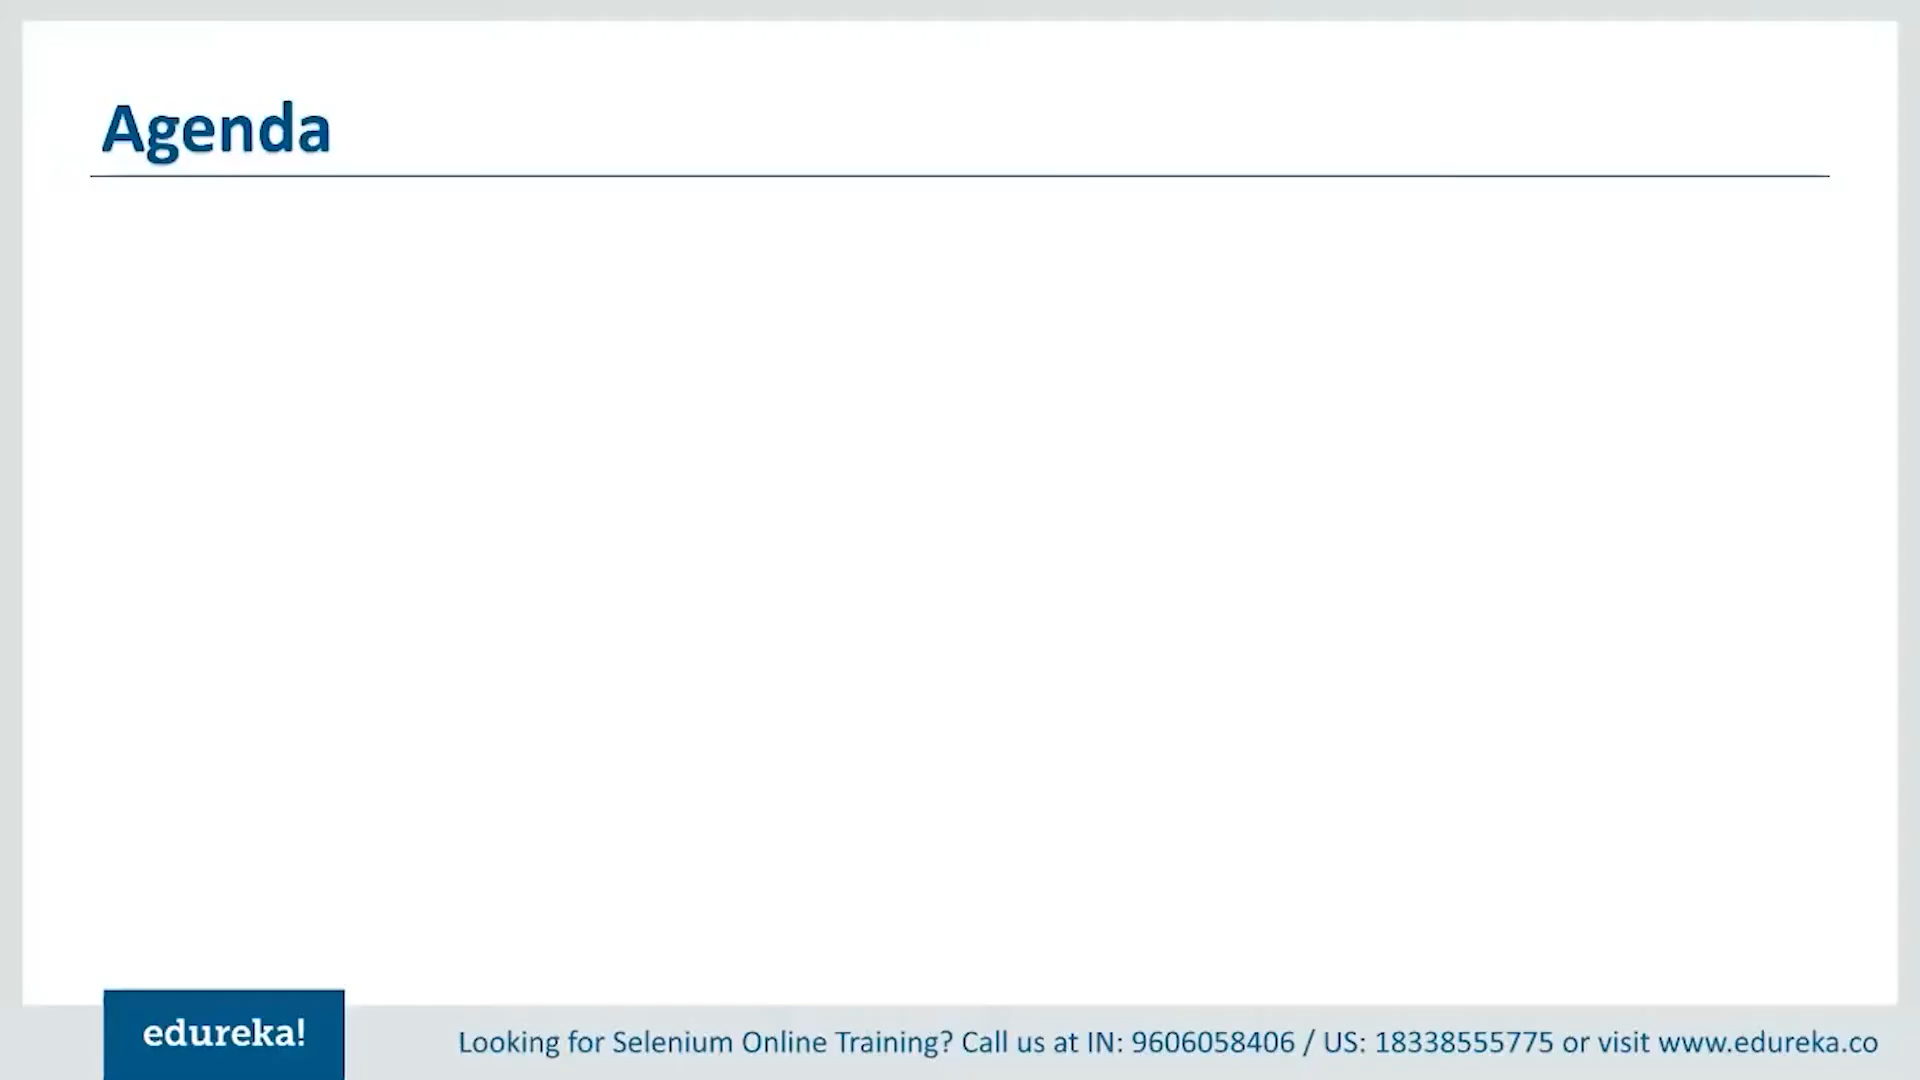 Agenda
edureka!
Looking for Selenium Online Training? Call us at IN: 9606058406 / US: 18338555775 or visit www.edureka.co